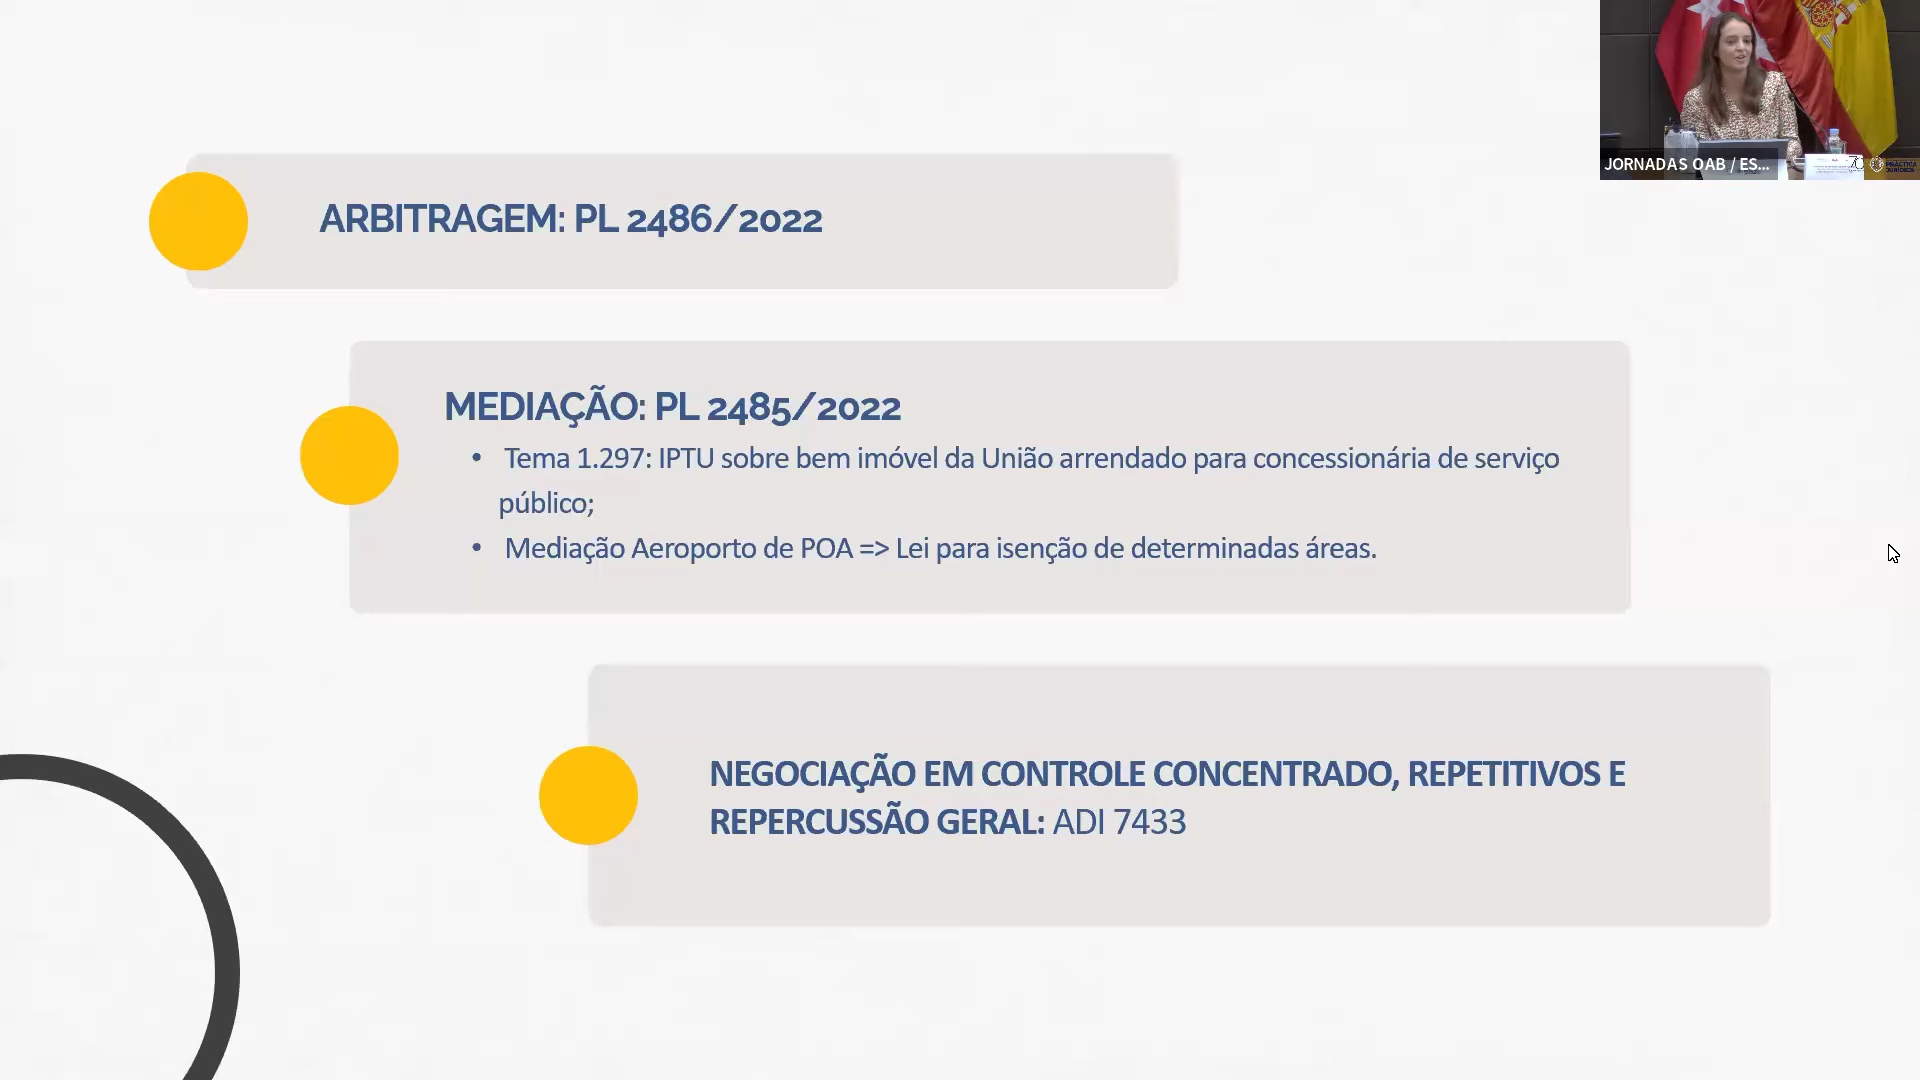 JORNADAS OAB / ES...
PRÁCTICA
JURÍDICA
ARBITRAGEM: PL 2486/2022
MEDIAÇÃO: PL 2485/2022
• Tema 1.297: IPTU sobre bem imóvel da União arrendado para concessionária de serviço
público;
• Mediação Aeroporto de POA => Lei para isenção de determinadas áreas.
NEGOCIAÇÃO EM CONTROLE CONCENTRADO, REPETITIVOS E
REPERCUSSÃO GERAL: ADI 7433